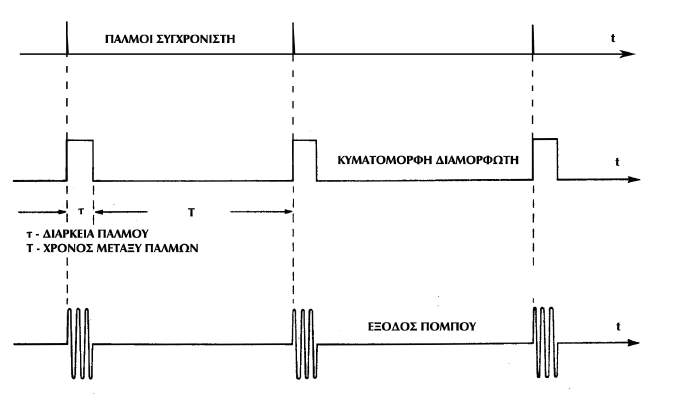 ΠΑΛΜΟΙ ΣΥΓΧΡΟΝΙΣΤΗ
t
ΚΥΜΑΤΟΜΟΡΦΗ ΔΙΑΜΟΡΦΩΤΗ
t
τ
T
τ - ΔΙΑΡΚΕΙΑ ΠΑΛΜΟΥ
T - ΧΡΟΝΟΣ ΜΕΤΑΞΥ ΠΑΛΜΩΝ
ΕΞΟΔΟΣ ΠΟΜΠΟΥ
t